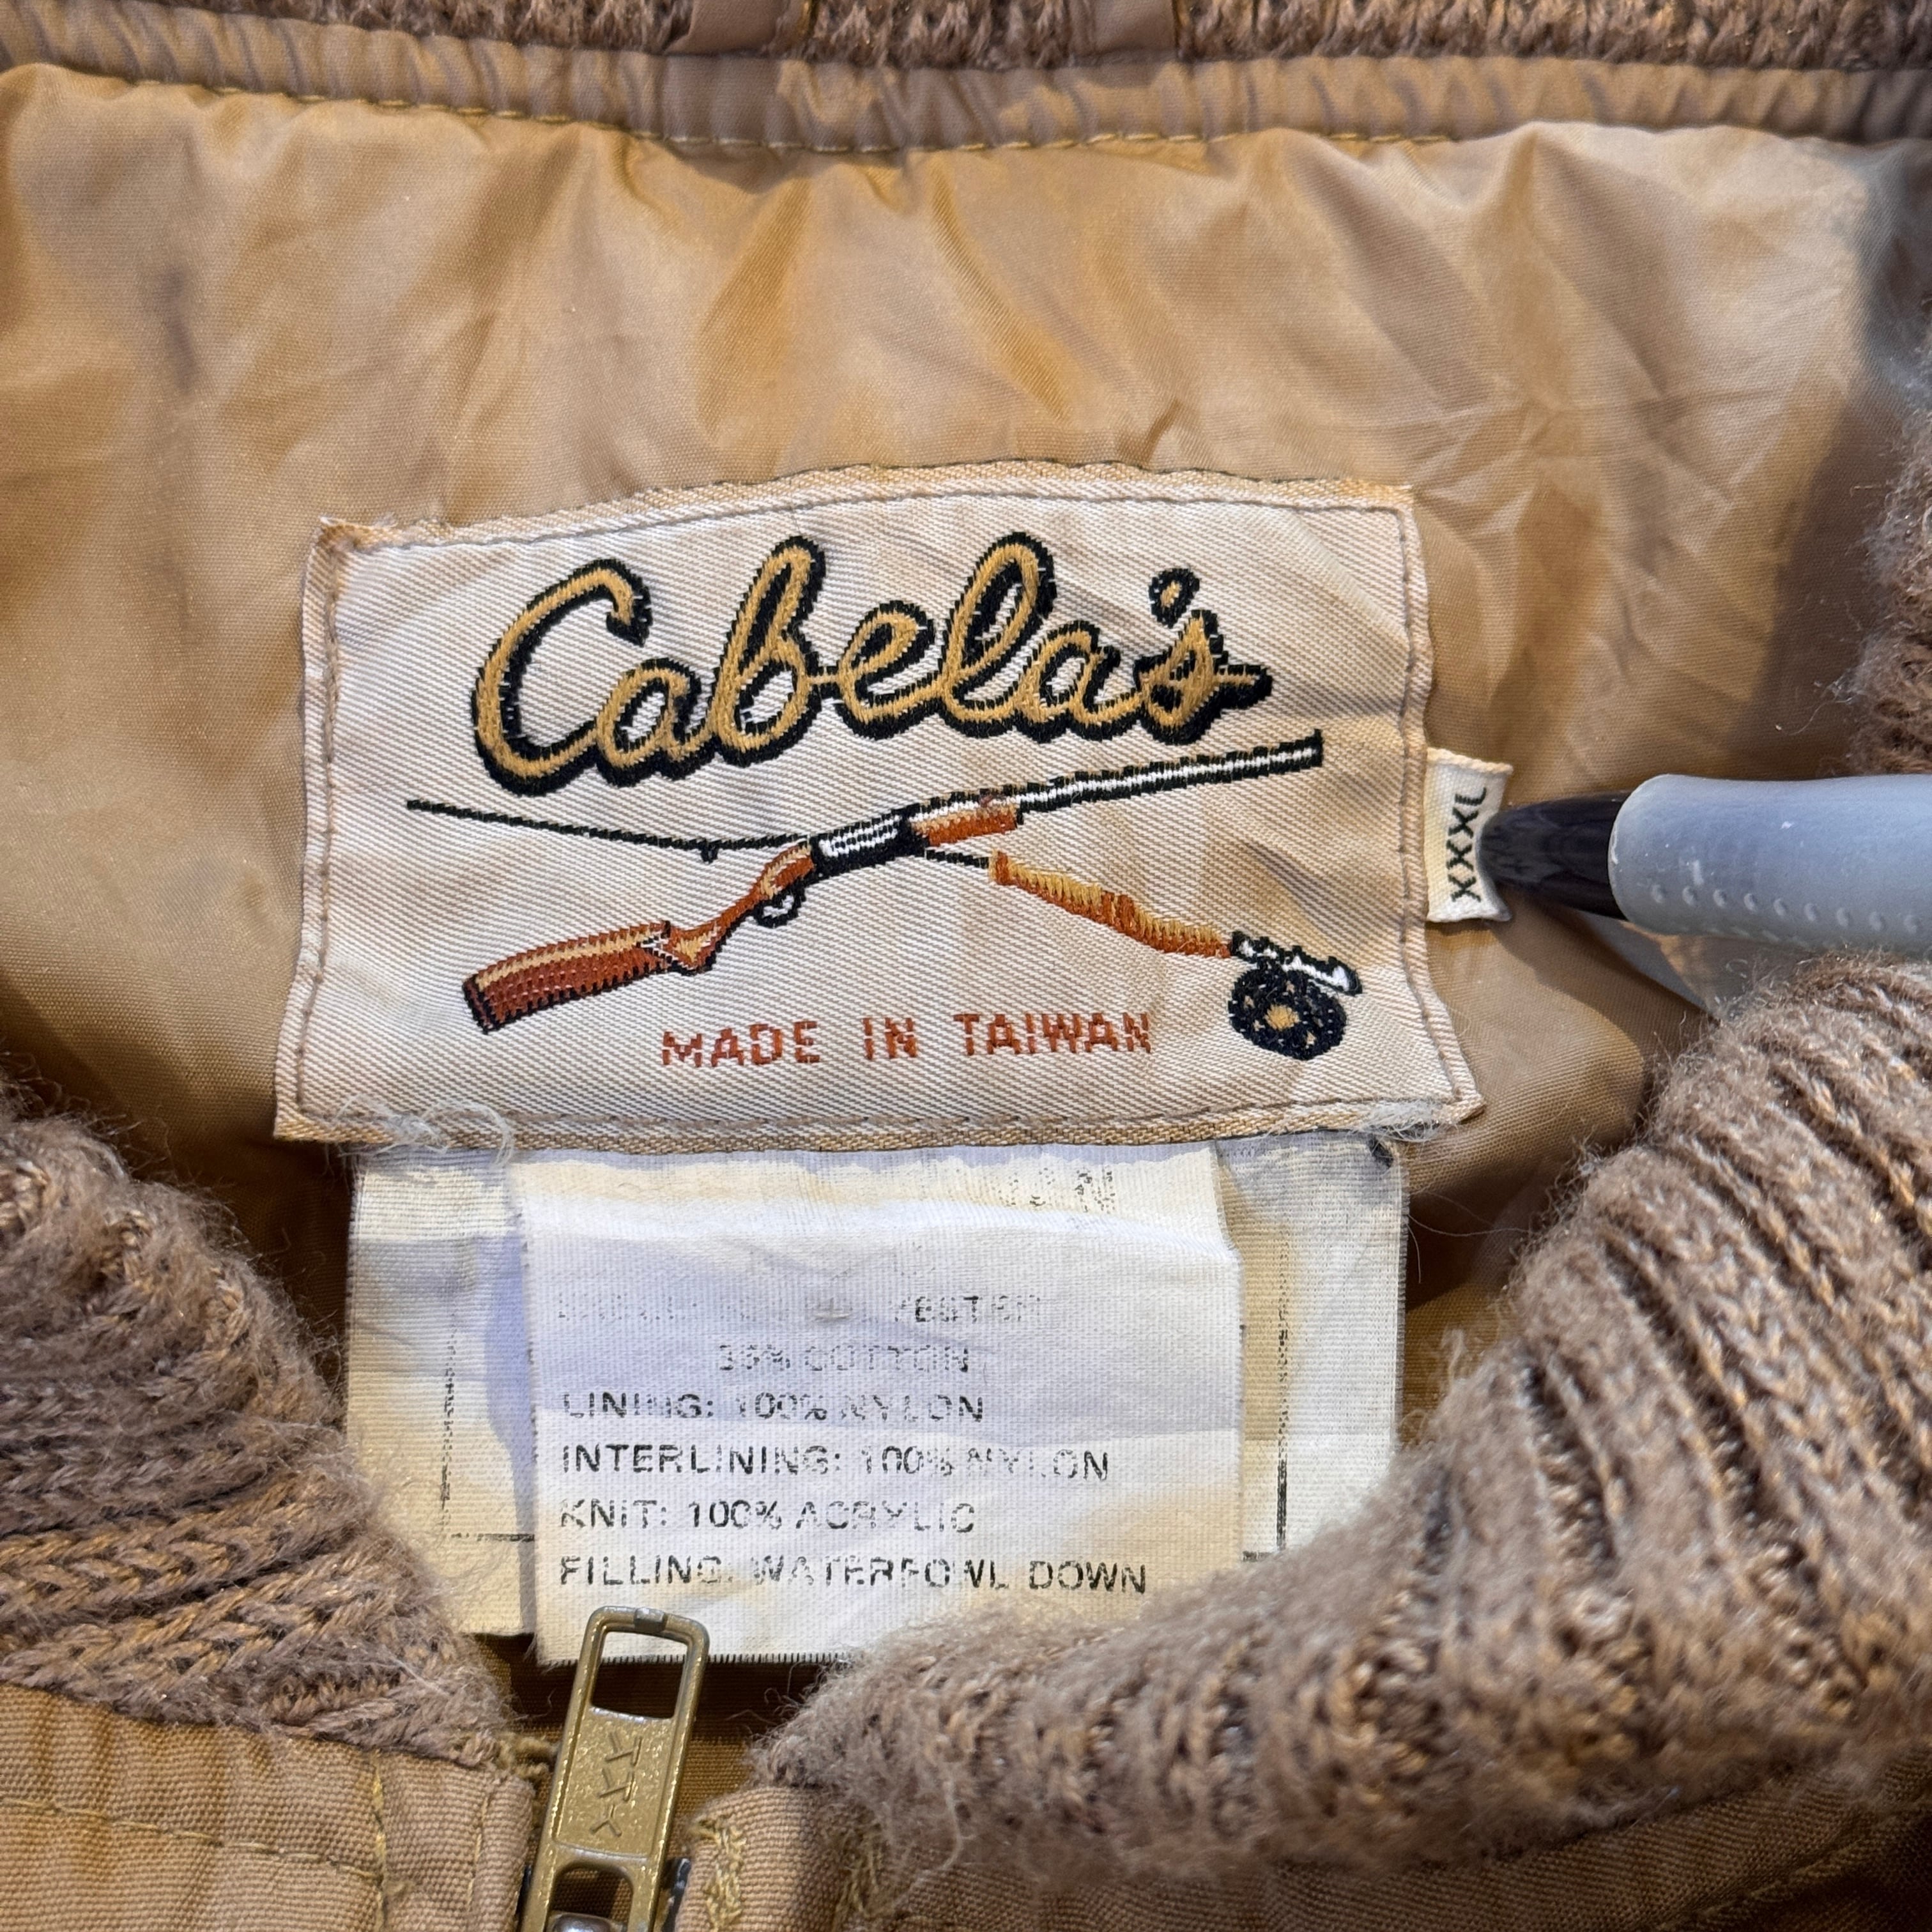 Cabela's
XXXL
MADE IN TAIWAN
35% COTTON
LINING: 100% NYLON
INTERLINING: 100% NYLON
KNIT: 100% ACRYLIC
FILLING: WATERFOWL DOWN
YKK